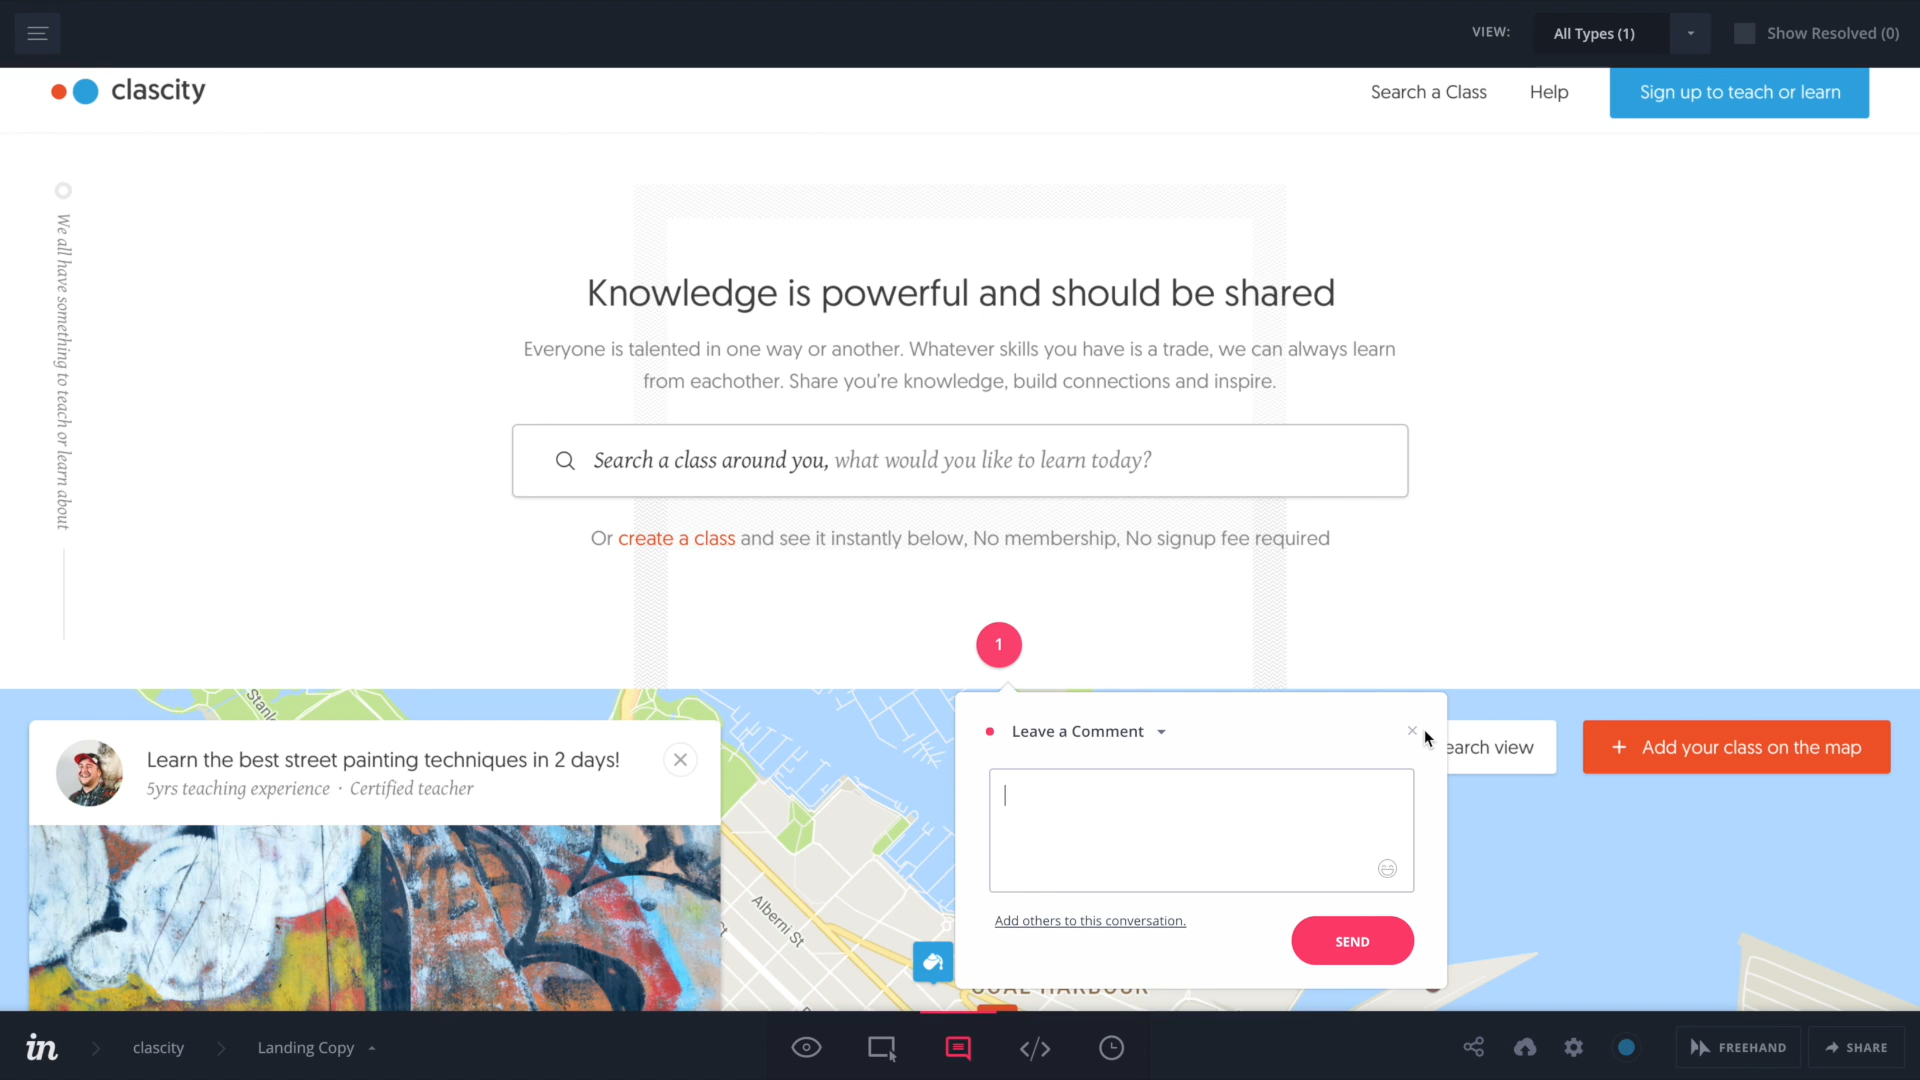 VIEW:
All Types (1)
Show Resolved (0)
clascity
Search a Class
Help
Sign up to teach or learn
We all have something to teach or learn about
Knowledge is powerful and should be shared
Everyone is talented in one way or another. Whatever skills you have is a trade, we can always learn
from eachother. Share you're knowledge, build connections and inspire.
Search a class around you, what would you like to learn today?
Or create a class and see it instantly below, No membership, No signup fee required
1
Stanl
Learn the best street painting techniques in 2 days!
5yrs teaching experience · Certified teacher
Leave a Comment
earch view
+ Add your class on the map
Alberni St
Add others to this conversation.
SEND
COAL HARBOUR
in
clascity
Landing Copy
FREEHAND
SHARE